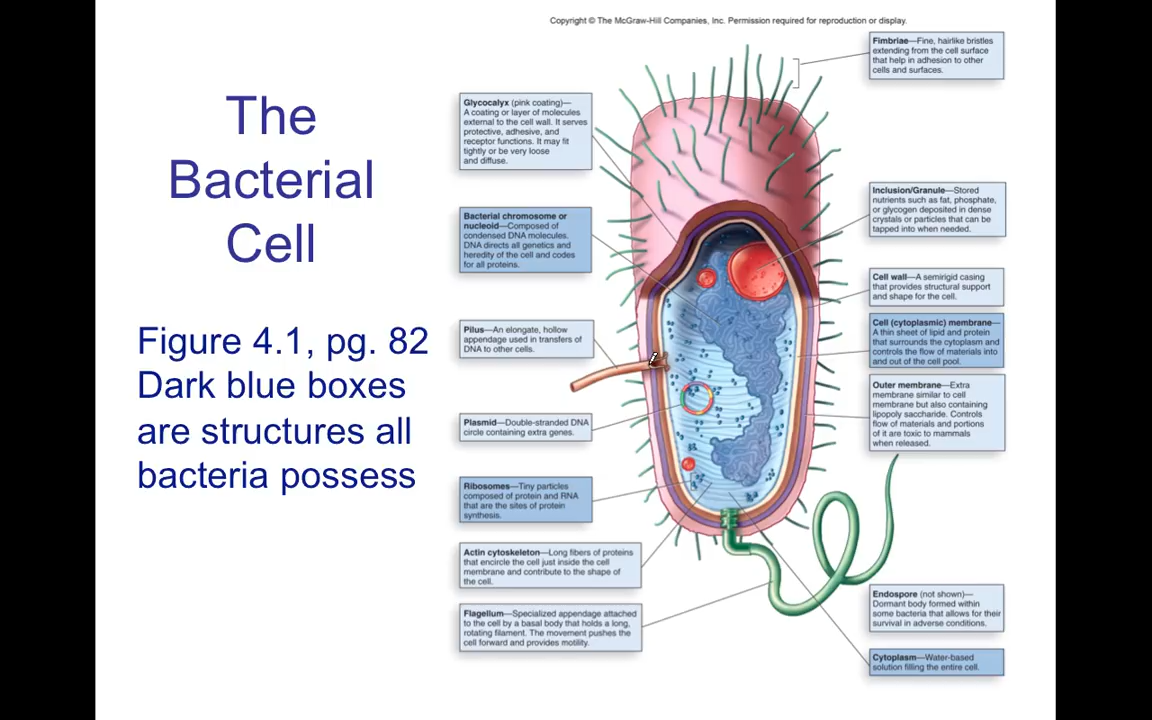 Copyright © The McGraw-Hill Companies, Inc. Permission required for reproduction or display.
The
Bacterial
Cell
Figure 4.1, pg. 82
Dark blue boxes
are structures all
bacteria possess
Glycocalyx (pink coating)—
A coating or layer of molecules
external to the cell wall. It serves
protective, adhesive, and
receptor functions. It may fit
tightly or be very loose
and diffuse.
Bacterial chromosome or
nucleoid—Composed of
condensed DNA molecules.
DNA directs all genetics and
heredity of the cell and codes
for all proteins.
Pilus—An elongate, hollow
appendage used in transfers of
DNA to other cells.
Plasmid—Double-stranded DNA
circle containing extra genes.
Ribosomes—Tiny particles
composed of protein and RNA
that are the sites of protein
synthesis.
Actin cytoskeleton—Long fibers of proteins
that encircle the cell just inside the cell
membrane and contribute to the shape of
the cell.
Flagellum—Specialized appendage attached
to the cell by a basal body that holds a long,
rotating filament. The movement pushes the
cell forward and provides motility.
Fimbriae—Fine, hairlike bristles
extending from the cell surface
that help in adhesion to other
cells and surfaces.
Inclusion/Granule—Stored
nutrients such as fat, phosphate,
or glycogen deposited in dense
crystals or particles that can be
tapped into when needed.
Cell wall—A semirigid casing
that provides structural support
and shape for the cell.
Cell (cytoplasmic) membrane—
A thin sheet of lipid and protein
that surrounds the cytoplasm and
controls the flow of materials into
and out of the cell pool.
Outer membrane—Extra
membrane similar to cell
membrane but also containing
lipopoly saccharide. Controls
flow of materials and portions
of it are toxic to mammals
when released.
Endospore (not shown)—
Dormant body formed within
some bacteria that allows for their
survival in adverse conditions.
Cytoplasm—Water-based
solution filling the entire cell.